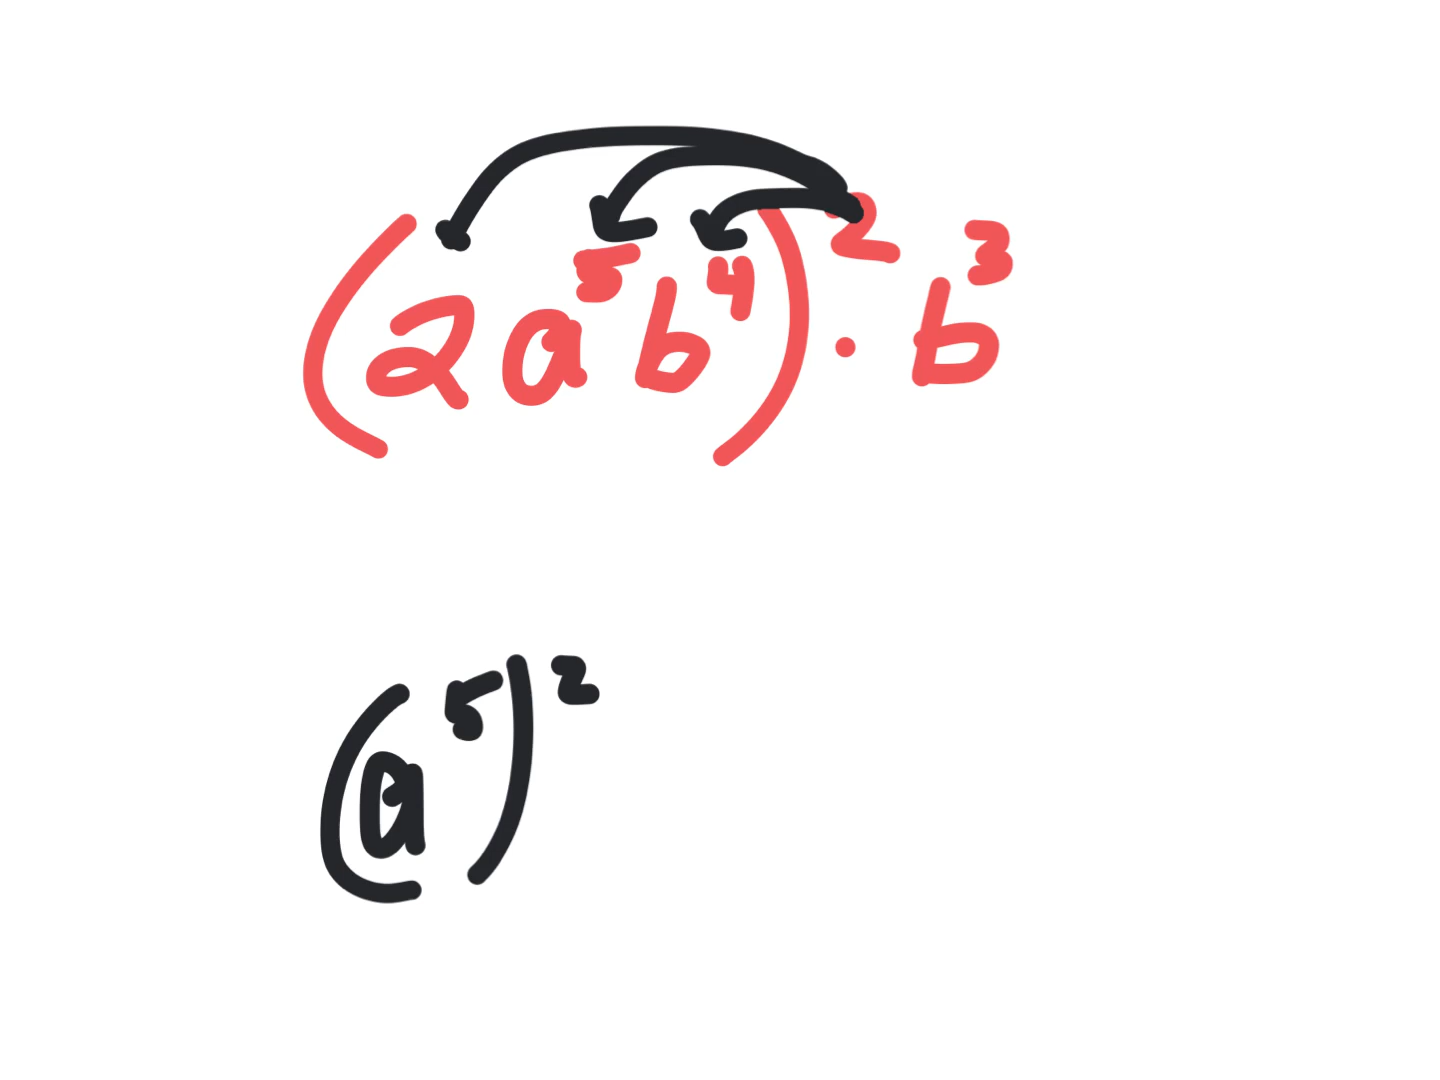 (2a⁵b⁴)² · b³
(a⁵)²